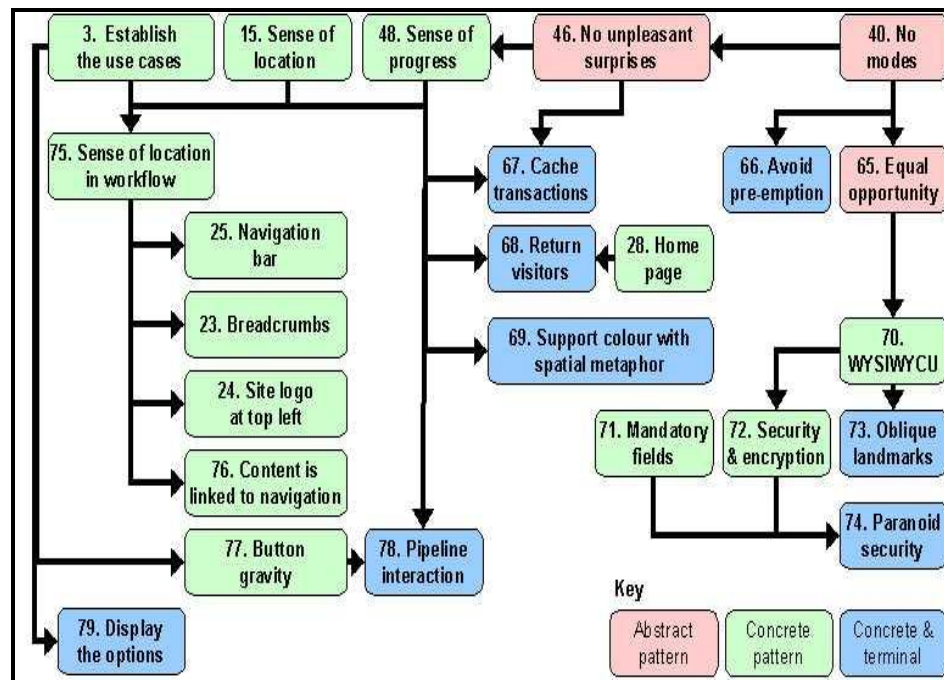 3. Establish
the use cases
15. Sense of
location
48. Sense of
progress
46. No unpleasant
surprises
40. No
modes
75. Sense of location
in workflow
67. Cache
transactions
66. Avoid
pre-emption
65. Equal
opportunity
25. Navigation
bar
68. Return
visitors
28. Home
page
23. Breadcrumbs
69. Support colour with
spatial metaphor
70.
WYSIWYCU
24. Site logo
at top left
71. Mandatory
fields
72. Security
& encryption
73. Oblique
landmarks
76. Content is
linked to navigation
77. Button
gravity
78. Pipeline
interaction
74. Paranoid
security
79. Display
the options
Key
Abstract
pattern
Concrete
pattern
Concrete &
terminal